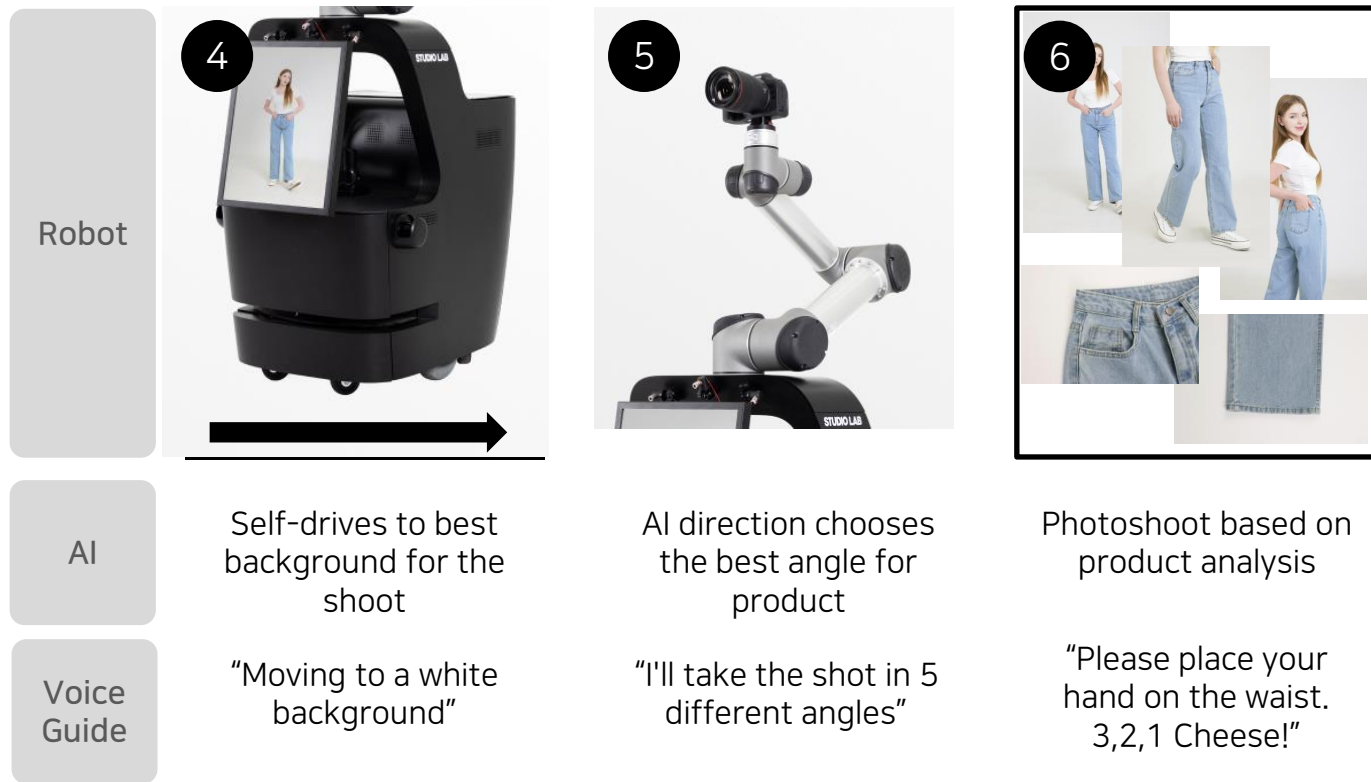 4
STUDIO LAB
5
STUDIO LAB
6
Robot
AI
Self-drives to best
background for the
shoot
AI direction chooses
the best angle for
product
Photoshoot based on
product analysis
Voice
Guide
“Moving to a white
background”
“I'll take the shot in 5
different angles”
“Please place your
hand on the waist.
3,2,1 Cheese!”